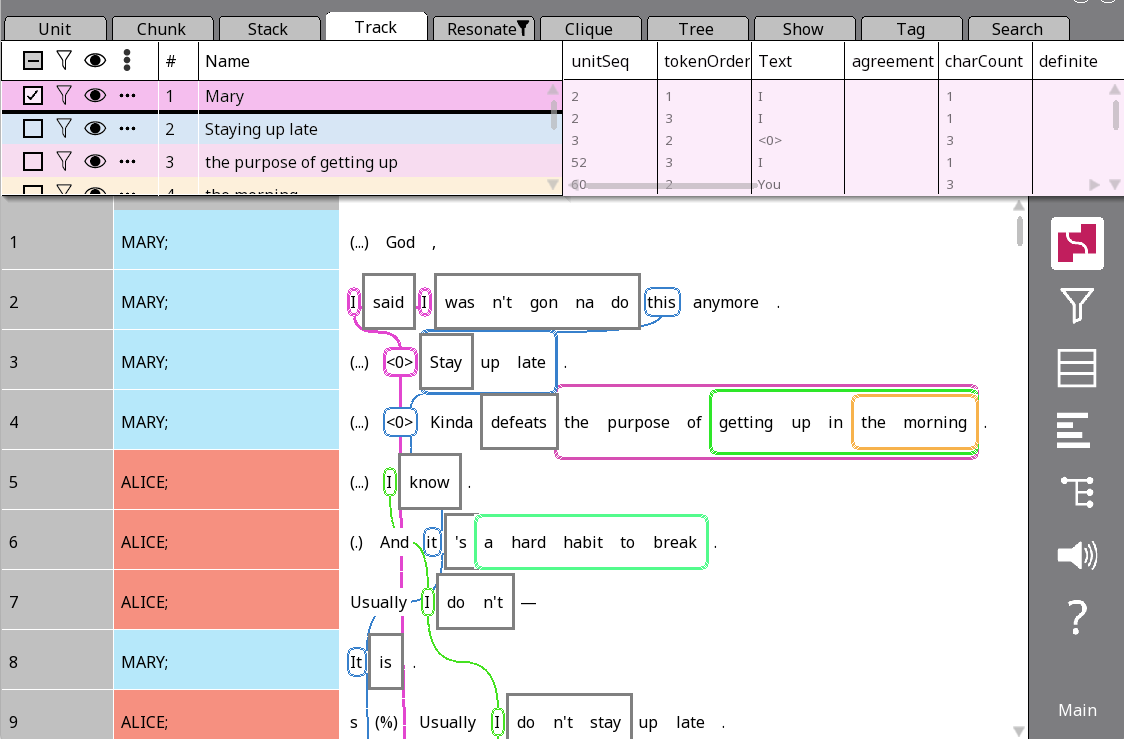 Unit Chunk Stack Track Resonate Clique Tree Show Tag Search
# Name unitSeq tokenOrder Text agreement charCount definite
1 Mary 2 1 I 1
2 3 I 1
2 Staying up late
3 2 <0> 3
3 the purpose of getting up 52 3 I 1
4 the morning 60 2 You 3
1 MARY; (...) God ,
2 MARY; I said I was n't gon na do this anymore .
3 MARY; (...) <0> Stay up late .
4 MARY; (...) <0> Kinda defeats the purpose of getting up in the morning .
5 ALICE; (...) I know .
6 ALICE; (.) And it 's a hard habit to break .
7 ALICE; Usually I do n't —
8 MARY; It is .
9 ALICE; s (%) Usually I do n't stay up late .
?
Main